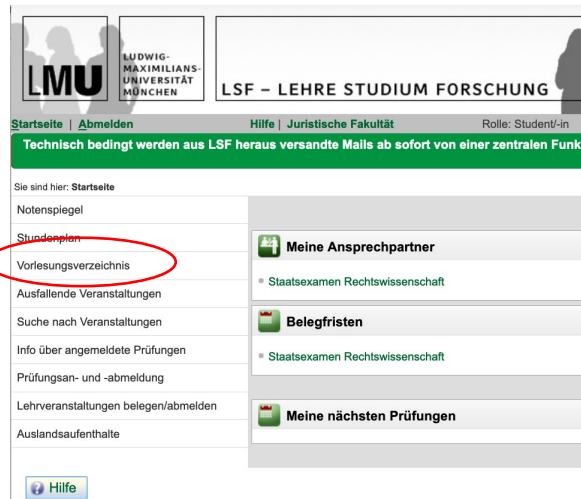 LMU
LUDWIG-
MAXIMILIANS-
UNIVERSITÄT
MÜNCHEN
LSF – LEHRE STUDIUM FORSCHUNG
Startseite | Abmelden Hilfe | Juristische Fakultät Rolle: Student/-in
Technisch bedingt werden aus LSF heraus versandte Mails ab sofort von einer zentralen Funk
Sie sind hier: Startseite
Notenspiegel
Stundenplan
Vorlesungsverzeichnis
Ausfallende Veranstaltungen
Suche nach Veranstaltungen
Info über angemeldete Prüfungen
Prüfungsan- und -abmeldung
Lehrveranstaltungen belegen/abmelden
Auslandsaufenthalte
Hilfe
Meine Ansprechpartner
Staatsexamen Rechtswissenschaft
Belegfristen
Staatsexamen Rechtswissenschaft
Meine nächsten Prüfungen